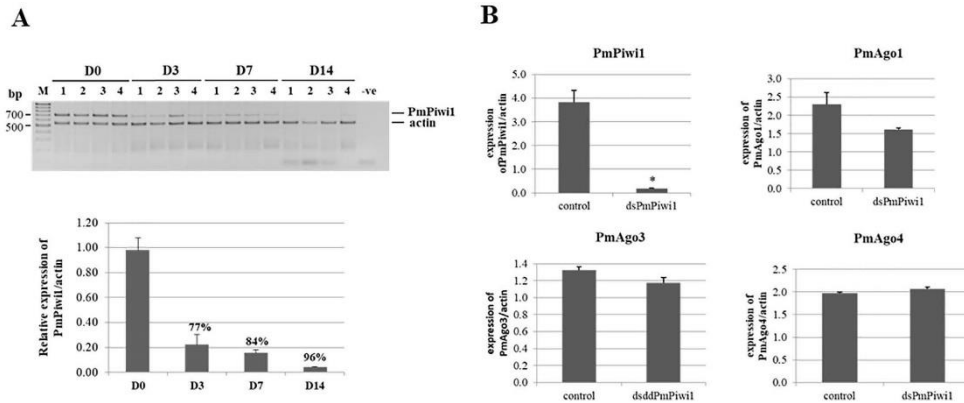 A
D0 D3 D7 D14
bp M 1 2 3 4 1 2 3 4 1 2 3 4 1 2 3 4 -ve
700 PmPiwi1
500 actin
Relative expression of
PmPiwi1/actin
1.20
1.00
0.80
0.60
0.40
0.20
0.00
77%
84%
96%
D0 D3 D7 D14
B
PmPiwi1
expression
ofPmPiwi1/actin
5.0
4.0
3.0
2.0
1.0
0.0
*
control dsPmPiwi1
PmAgo1
expression of
PmAgo1/actin
3.0
2.5
2.0
1.5
1.0
0.5
0.0
control dsPmPiwi1
PmAgo3
expression of
PmAgo3/actin
1.4
1.2
1.0
0.8
0.6
0.4
0.2
0.0
control dsddPmPiwi1
PmAgo4
expression of
PmAgo4/actin
3.0
2.5
2.0
1.5
1.0
0.5
0.0
control dsPmPiwi1